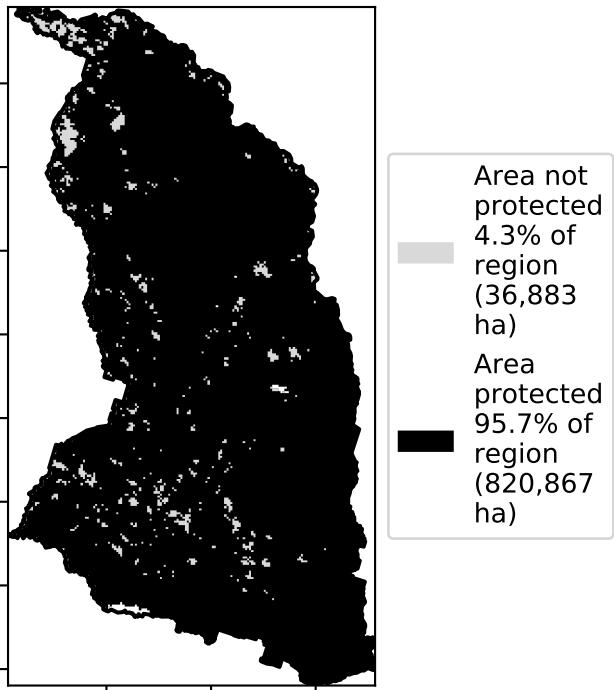 Area not
protected
4.3% of
region
(36,883
ha)
Area
protected
95.7% of
region
(820,867
ha)